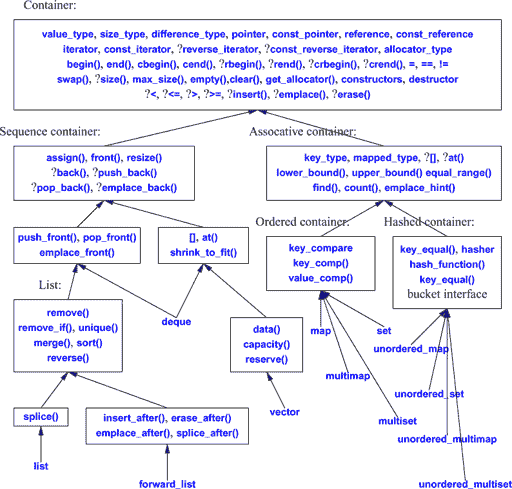 Container:
value_type, size_type, difference_type, pointer, const_pointer, reference, const_reference
iterator, const_iterator, ?reverse_iterator, ?const_reverse_iterator, allocator_type
begin(), end(), cbegin(), cend(), ?rbegin(), ?rend(), ?crbegin(), ?crend(), =, ==, !=
swap(), ?size(), max_size(), empty(),clear(), get_allocator(), constructors, destructor
?<, ?<=, ?>, ?>=, ?insert(), ?emplace(), ?erase()
Sequence container:
Assocative container:
assign(), front(), resize()
?back(), ?push_back()
?pop_back(), ?emplace_back()
key_type, mapped_type, ?[], ?at()
lower_bound(), upper_bound() equal_range()
find(), count(), emplace_hint()
Ordered container:
Hashed container:
push_front(), pop_front()
emplace_front()
[], at()
shrink_to_fit()
key_compare
key_comp()
value_comp()
key_equal(), hasher
hash_function()
key_equal()
bucket interface
List:
remove()
remove_if(), unique()
merge(), sort()
reverse()
deque
data()
capacity()
reserve()
map
set
unordered_map
multimap
unordered_set
splice()
insert_after(), erase_after()
emplace_after(), splice_after()
vector
multiset
unordered_multimap
list
forward_list
unordered_multiset